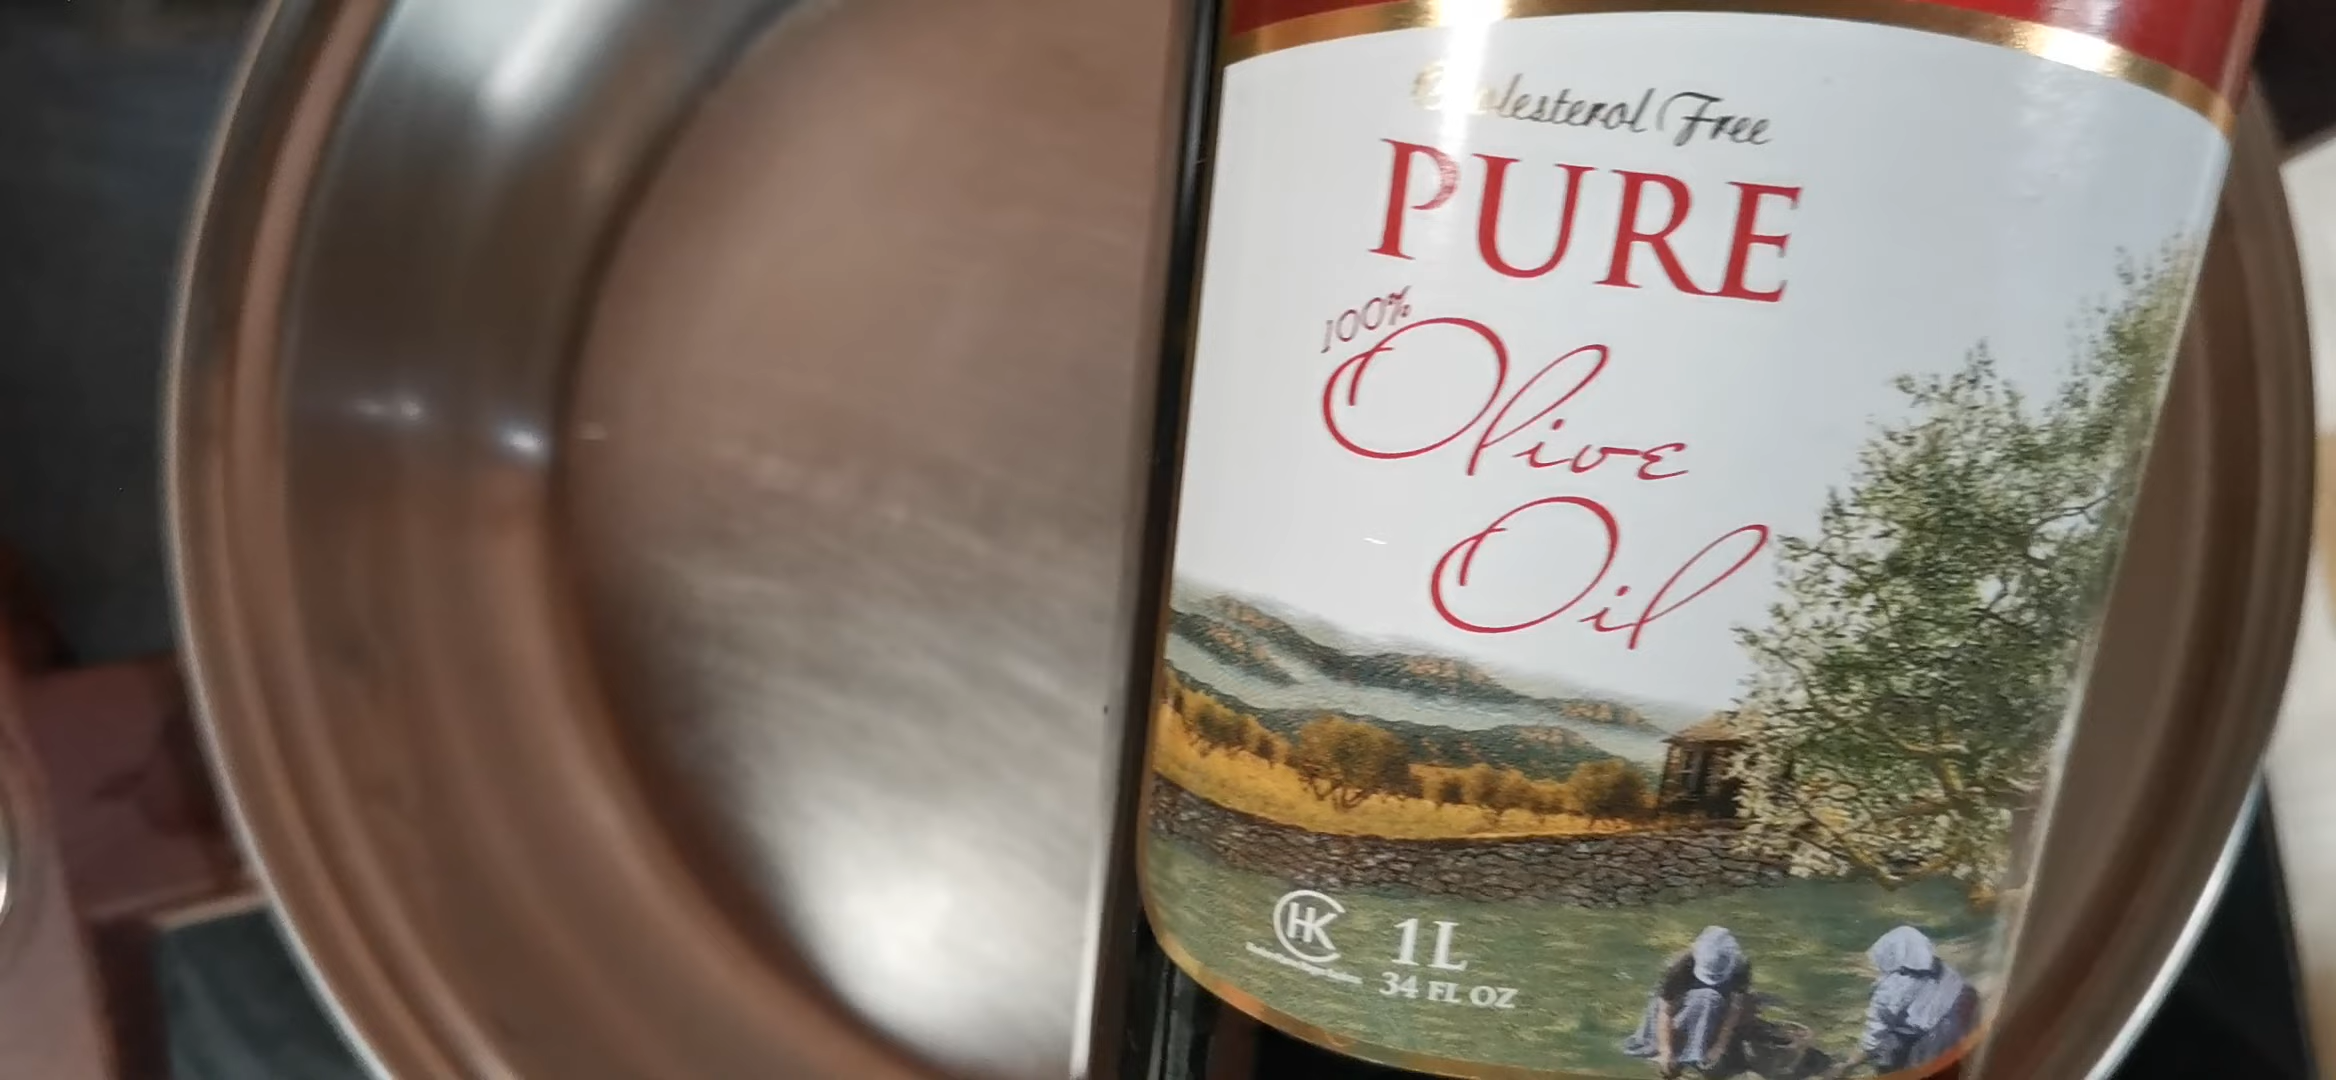 Cholesterol Free
PURE
100%
Olive
Oil
HK
1L
34 FL OZ